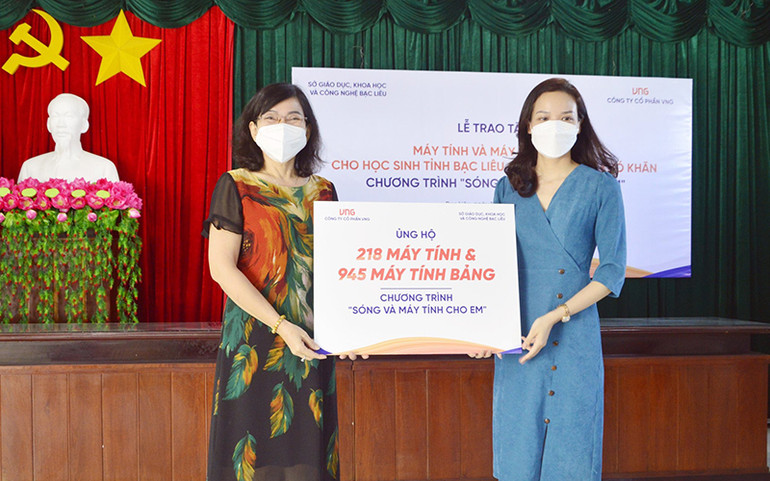 SỞ GIÁO DỤC, KHOA HỌC
VÀ CÔNG NGHỆ BẠC LIÊU
VNG
CÔNG TY CỔ PHẦN VNG
LỄ TRAO
MÁY TÍNH VÀ MÁY
CHO HỌC SINH TỈNH BẠC LIÊU KHĂN
CHƯƠNG TRÌNH "SÓNG
VNG
CÔNG TY CỔ PHẦN VNG
SỞ GIÁO DỤC, KHOA HỌC
VÀ CÔNG NGHỆ BẠC LIÊU
ỦNG HỘ
218 MÁY TÍNH &
945 MÁY TÍNH BẢNG
CHƯƠNG TRÌNH
"SÓNG VÀ MÁY TÍNH CHO EM"